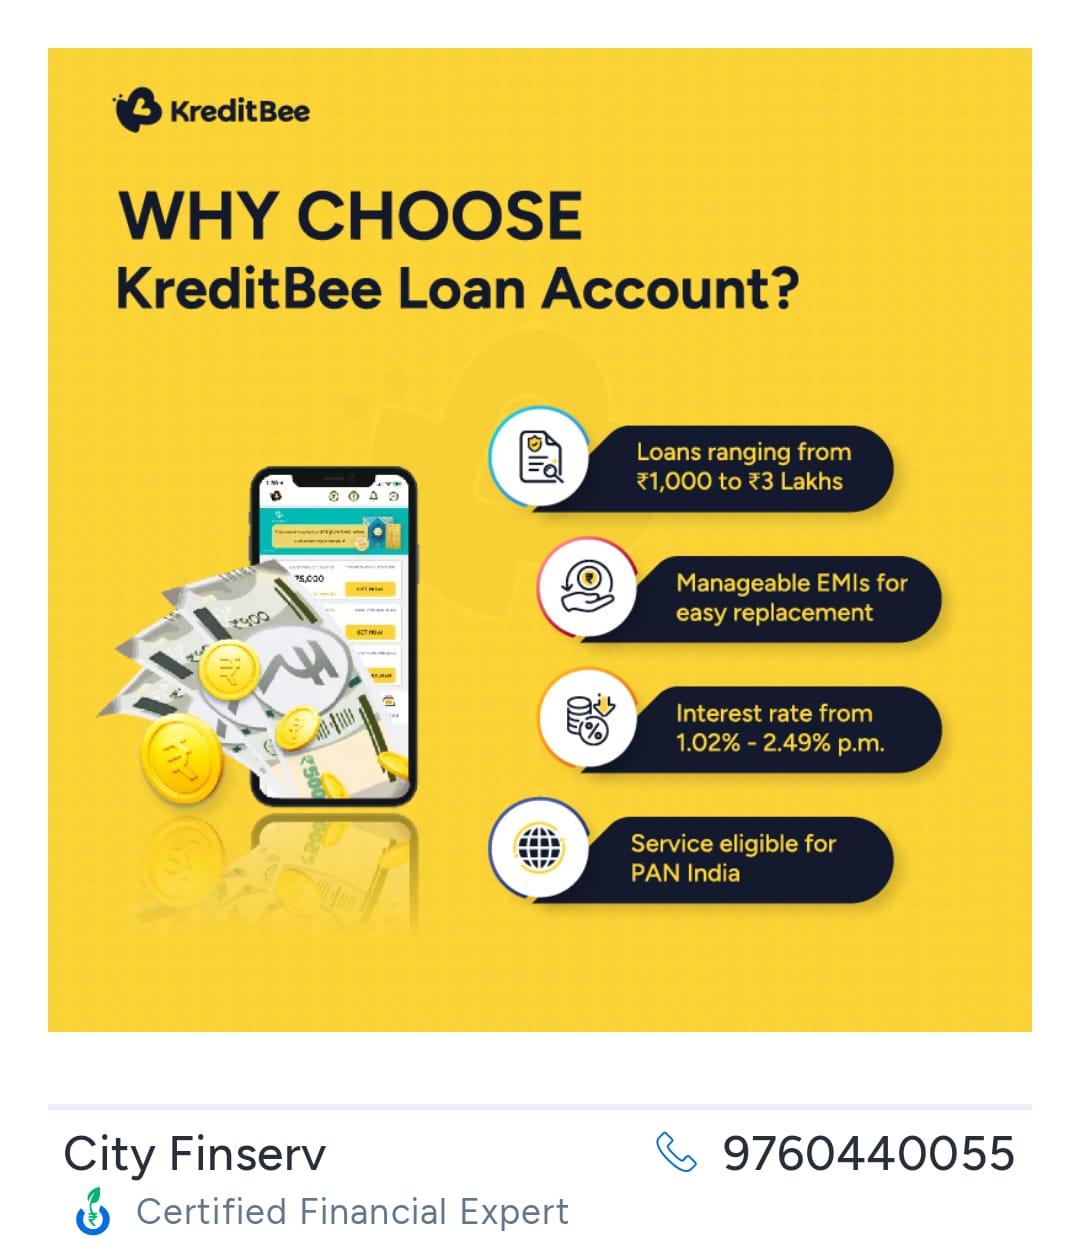 KreditBee
WHY CHOOSE
KreditBee Loan Account?
Loans ranging from
₹1,000 to ₹3 Lakhs
Manageable EMIs for
easy replacement
Interest rate from
1.02% - 2.49% p.m.
Service eligible for
PAN India
₹5,000
GET NOW
GET NOW
₹500
₹500
City Finserv
9760440055
Certified Financial Expert